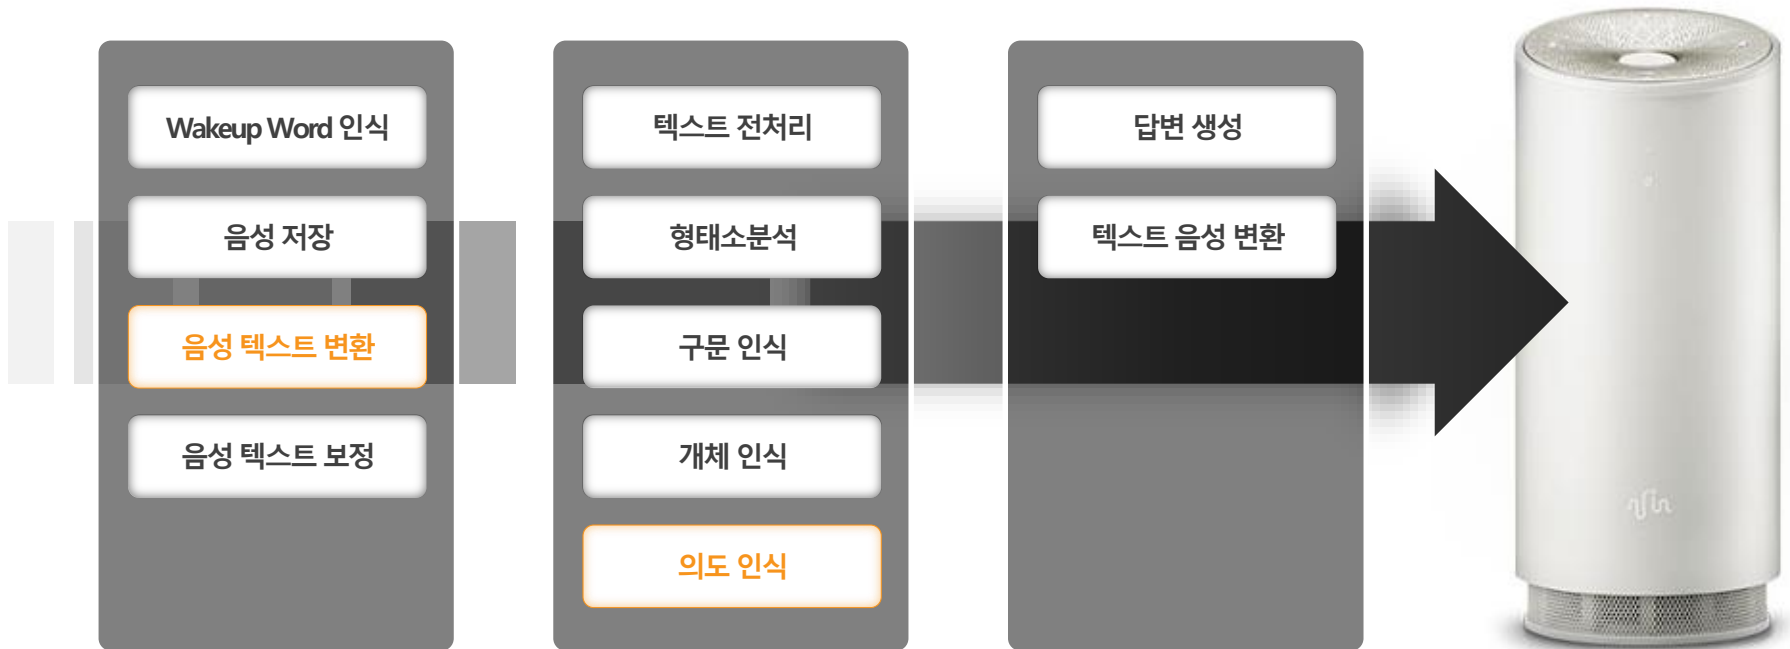 Wakeup Word 인식
음성 저장
음성 텍스트 변환
음성 텍스트 보정
텍스트 전처리
형태소분석
구문 인식
개체 인식
의도 인식
답변 생성
텍스트 음성 변환